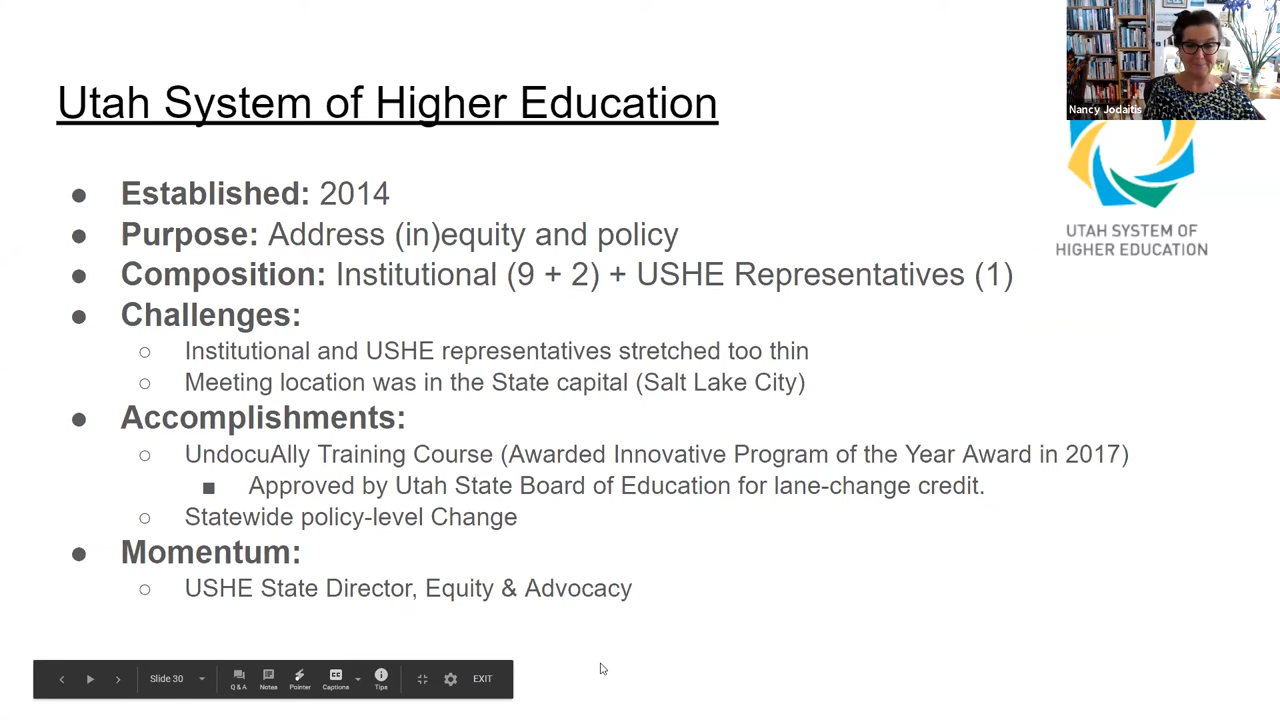 Nancy Jodaitis
Utah System of Higher Education
UTAH SYSTEM OF
HIGHER EDUCATION
● Established: 2014
● Purpose: Address (in)equity and policy
● Composition: Institutional (9 + 2) + USHE Representatives (1)
● Challenges:
○ Institutional and USHE representatives stretched too thin
○ Meeting location was in the State capital (Salt Lake City)
● Accomplishments:
○ UndocuAlly Training Course (Awarded Innovative Program of the Year Award in 2017)
■ Approved by Utah State Board of Education for lane-change credit.
○ Statewide policy-level Change
● Momentum:
○ USHE State Director, Equity & Advocacy
Slide 30
Q & A
Notes
Pointer
CC
Captions
Tips
EXIT